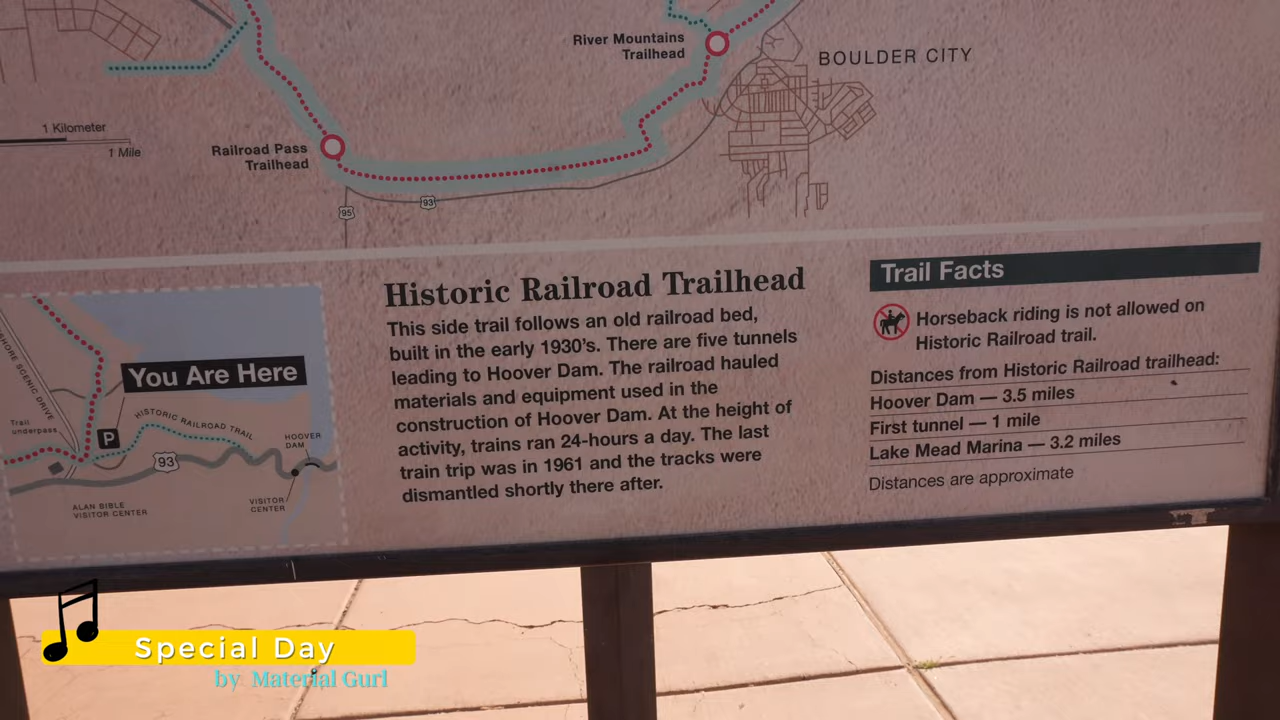 River Mountains
Trailhead
BOULDER CITY
1 Kilometer
1 Mile
Railroad Pass
Trailhead
95
93
Historic Railroad Trailhead
This side trail follows an old railroad bed,
built in the early 1930's. There are five tunnels
leading to Hoover Dam. The railroad hauled
materials and equipment used in the
construction of Hoover Dam. At the height of
activity, trains ran 24-hours a day. The last
train trip was in 1961 and the tracks were
dismantled shortly there after.
Trail Facts
Horseback riding is not allowed on
Historic Railroad trail.
Distances from Historic Railroad trailhead:
Hoover Dam — 3.5 miles
First tunnel — 1 mile
Lake Mead Marina — 3.2 miles
Distances are approximate
You Are Here
SHORE SCENIC DRIVE
Trail
underpass
P
HISTORIC RAILROAD TRAIL
93
HOOVER
DAM
VISITOR
CENTER
ALAN BIBLE
VISITOR CENTER
Special Day
by Material Gurl